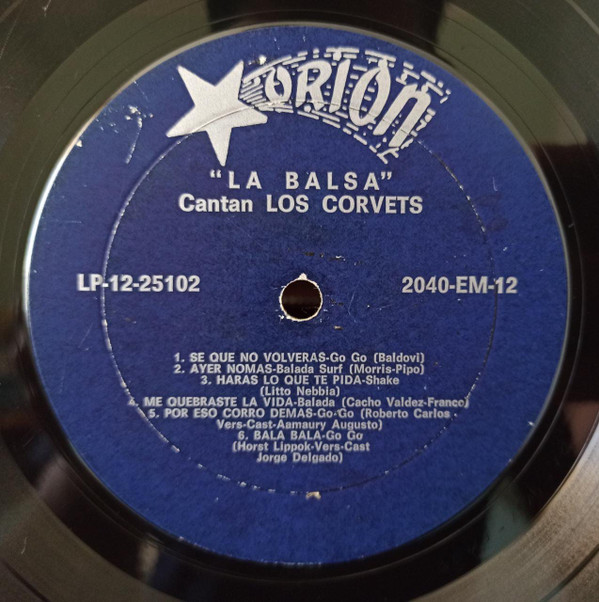 ORION
"LA BALSA"
Cantan LOS CORVETS
LP-12-25102 2040-EM-12
1. SE QUE NO VOLVERAS-Go Go (Baldovi)
2. AYER NOMAS-Balada Surf (Morris-Pipo)
3. HARAS LO QUE TE PIDA-Shake
(Litto Nebbia)
4. ME QUEBRASTE LA VIDA-Balada (Cacho Valdez-Franco)
5. POR ESO CORRO DEMAS-Go-Go (Roberto Carlos -
Vers-Cast-Aamaury Augusto)
6. BALA BALA-Go Go
(Horst Lippok-Vers-Cast
Jorge Delgado)